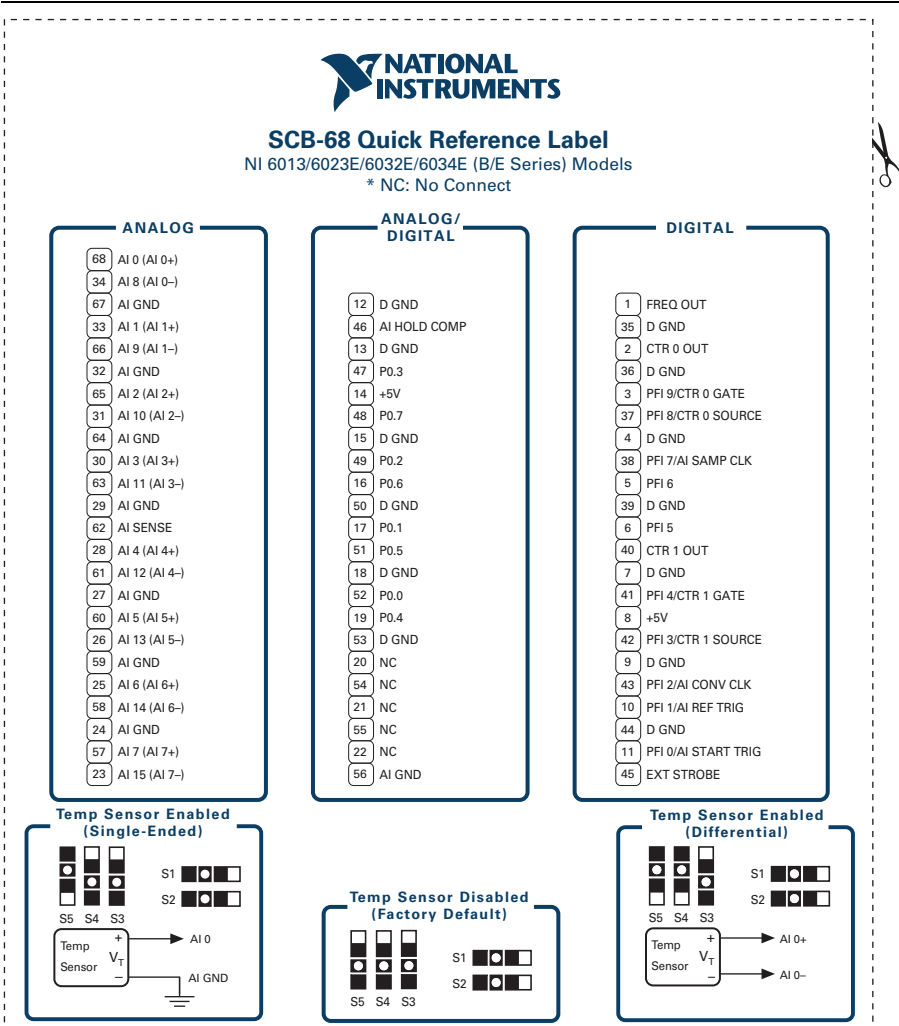 NATIONAL
INSTRUMENTS
SCB-68 Quick Reference Label
NI 6013/6023E/6032E/6034E (B/E Series) Models
* NC: No Connect
ANALOG
68 AI 0 (AI 0+)
34 AI 8 (AI 0–)
67 AI GND
33 AI 1 (AI 1+)
66 AI 9 (AI 1–)
32 AI GND
65 AI 2 (AI 2+)
31 AI 10 (AI 2–)
64 AI GND
30 AI 3 (AI 3+)
63 AI 11 (AI 3–)
29 AI GND
62 AI SENSE
28 AI 4 (AI 4+)
61 AI 12 (AI 4–)
27 AI GND
60 AI 5 (AI 5+)
26 AI 13 (AI 5–)
59 AI GND
25 AI 6 (AI 6+)
58 AI 14 (AI 6–)
24 AI GND
57 AI 7 (AI 7+)
23 AI 15 (AI 7–)
ANALOG/
DIGITAL
12 D GND
46 AI HOLD COMP
13 D GND
47 P0.3
14 +5V
48 P0.7
15 D GND
49 P0.2
16 P0.6
50 D GND
17 P0.1
51 P0.5
18 D GND
52 P0.0
19 P0.4
53 D GND
20 NC
54 NC
21 NC
55 NC
22 NC
56 AI GND
DIGITAL
1 FREQ OUT
35 D GND
2 CTR 0 OUT
36 D GND
3 PFI 9/CTR 0 GATE
37 PFI 8/CTR 0 SOURCE
4 D GND
38 PFI 7/AI SAMP CLK
5 PFI 6
39 D GND
6 PFI 5
40 CTR 1 OUT
7 D GND
41 PFI 4/CTR 1 GATE
8 +5V
42 PFI 3/CTR 1 SOURCE
9 D GND
43 PFI 2/AI CONV CLK
10 PFI 1/AI REF TRIG
44 D GND
11 PFI 0/AI START TRIG
45 EXT STROBE
Temp Sensor Enabled
(Single-Ended)
S1
S2
S5 S4 S3
Temp
Sensor
+
VT
–
AI 0
AI GND
Temp Sensor Disabled
(Factory Default)
S1
S2
S5 S4 S3
Temp Sensor Enabled
(Differential)
S1
S2
S5 S4 S3
Temp
Sensor
+
VT
–
AI 0+
AI 0–